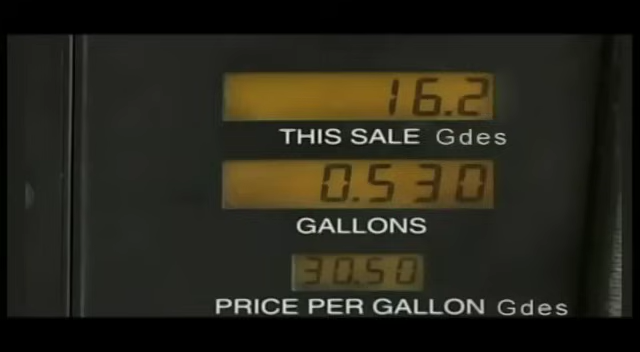 16.2
THIS SALE Gdes
0.530
GALLONS
30.50
PRICE PER GALLON Gdes